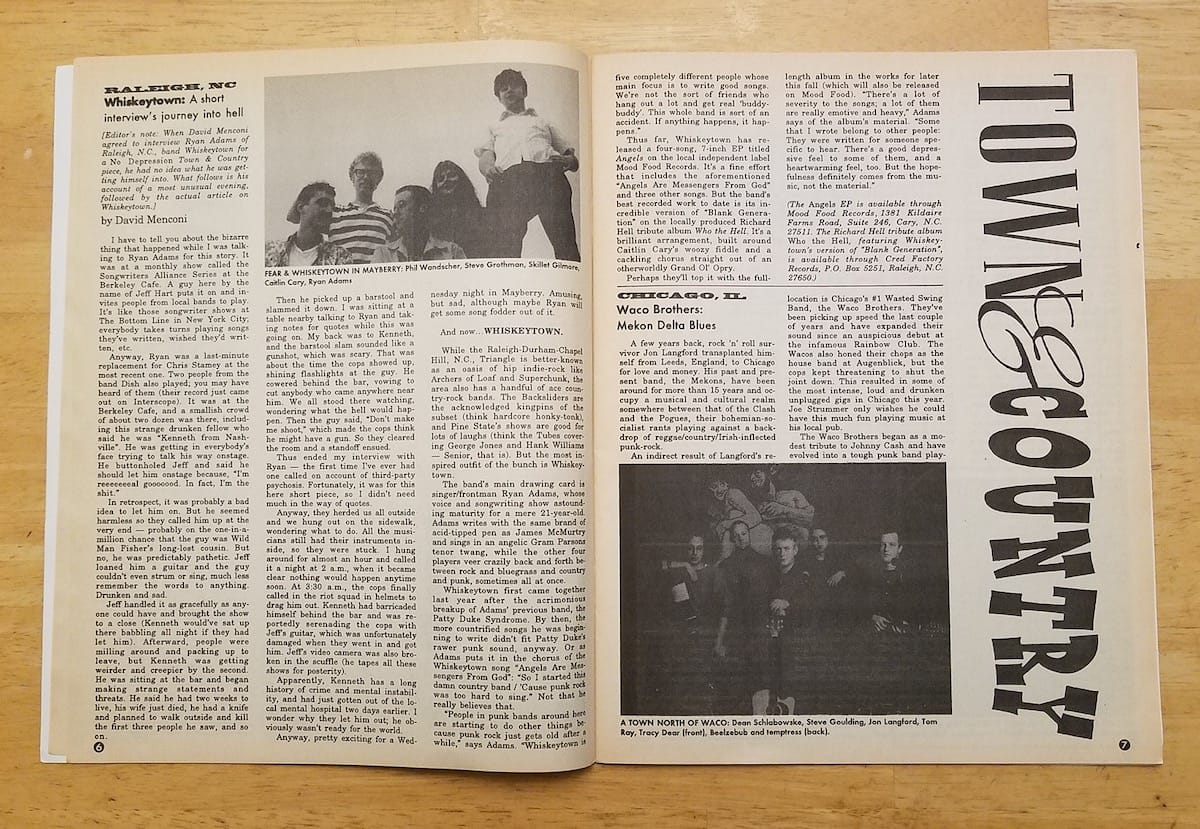 RALEIGH, NC
Whiskeytown: A short
interview's journey into hell
[Editor's note: When David Menconi
agreed to interview Ryan Adams of
Raleigh, N.C., band Whiskeytown for
a No Depression Town & Country
piece, he had no idea what he was get-
ting himself into. What follows is his
account of a most unusual evening,
followed by the actual article on
Whiskeytown.]
by David Menconi
I have to tell you about the bizarre
thing that happened while I was talk-
ing to Ryan Adams for this story. It
was at a monthly show called the
Songwriters Alliance Series at the
Berkeley Cafe. A guy here by the
name of Jeff Hart puts it on and in-
vites people from local bands to play.
It's like those songwriter shows at
The Bottom Line in New York City;
everybody takes turns playing songs
they've written, wished they'd writ-
ten, etc.
Anyway, Ryan was a last-minute
replacement for Chris Stamey at the
most recent one. Two people from the
band Dish also played; you may have
heard of them (their record just came
out on Interscope). It was at the
Berkeley Cafe, and a smallish crowd
of about two dozen was there, includ-
ing this strange drunken fellow who
said he was "Kenneth from Nash-
ville". He was getting in everybody's
face trying to talk his way onstage.
He buttonholed Jeff and said he
should let him onstage because, "I'm
reeeeeeeal gooooood. In fact, I'm the
shit."
In retrospect, it was probably a bad
idea to let him on. But he seemed
harmless so they called him up at the
very end — probably on the one-in-a-
million chance that the guy was Wild
Man Fisher's long-lost cousin. But
no, he was predictably pathetic. Jeff
loaned him a guitar and the guy
couldn't even strum or sing, much less
remember the words to anything.
Drunken and sad.
Jeff handled it as gracefully as any-
one could have and brought the show
to a close (Kenneth would've sat up
there babbling all night if they had
let him). Afterward, people were
milling around and packing up to
leave, but Kenneth was getting
weirder and creepier by the second.
He was sitting at the bar and began
making strange statements and
threats. He said he had two weeks to
live, his wife just died, he had a knife
and planned to walk outside and kill
the first three people he saw, and so
on.
6
FEAR & WHISKEYTOWN IN MAYBERRY: Phil Wandscher, Steve Grothman, Skillet Gilmore,
Caitlin Cary, Ryan Adams
Then he picked up a barstool and
slammed it down. I was sitting at a
table nearby talking to Ryan and tak-
ing notes for quotes while this was
going on. My back was to Kenneth,
and the barstool slam sounded like a
gunshot, which was scary. That was
about the time the cops showed up,
shining flashlights at the guy. He
cowered behind the bar, vowing to
cut anybody who came anywhere near
him. We all stood there watching,
wondering what the hell would hap-
pen. Then the guy said, "Don't make
me shoot," which made the cops think
he might have a gun. So they cleared
the room and a standoff ensued.
Thus ended my interview with
Ryan — the first time I've ever had
one called on account of third-party
psychosis. Fortunately, it was for this
here short piece, so I didn't need
much in the way of quotes.
Anyway, they herded us all outside
and we hung out on the sidewalk,
wondering what to do. All the musi-
cians still had their instruments in-
side, so they were stuck. I hung
around for almost an hour and called
it a night at 2 a.m., when it became
clear nothing would happen anytime
soon. At 3:30 a.m., the cops finally
called in the riot squad in helmets to
drag him out. Kenneth had barricaded
himself behind the bar and was re-
portedly serenading the cops with
Jeff's guitar, which was unfortunately
damaged when they went in and got
him. Jeff's video camera was also bro-
ken in the scuffle (he tapes all these
shows for posterity).
Apparently, Kenneth has a long
history of crime and mental instabil-
ity, and had just gotten out of the lo-
cal mental hospital two days earlier. I
wonder why they let him out; he ob-
viously wasn't ready for the world.
Anyway, pretty exciting for a Wed-
nesday night in Mayberry. Amusing,
but sad, although maybe Ryan will
get some song fodder out of it.
And now...WHISKEYTOWN.
While the Raleigh-Durham-Chapel
Hill, N.C., Triangle is better-known
as an oasis of hip indie-rock like
Archers of Loaf and Superchunk, the
area also has a handful of ace coun-
try-rock bands. The Backsliders are
the acknowledged kingpins of the
subset (think hardcore honky-tonk),
and Pine State's shows are good for
lots of laughs (think the Tubes cover-
ing George Jones and Hank Williams
— Senior, that is). But the most in-
spired outfit of the bunch is Whiskey-
town.
The band's main drawing card is
singer/frontman Ryan Adams, whose
voice and songwriting show astound-
ing maturity for a mere 21-year-old.
Adams writes with the same brand of
acid-tipped pen as James McMurtry
and sings in an angelic Gram Parsons
tenor twang, while the other four
players veer crazily back and forth be-
tween rock and bluegrass and country
and punk, sometimes all at once.
Whiskeytown first came together
last year after the acrimonious
breakup of Adams' previous band, the
Patty Duke Syndrome. By then, the
more countrified songs he was begin-
ning to write didn't fit Patty Duke's
rawer punk sound, anyway. Or as
Adams puts it in the chorus of the
Whiskeytown song "Angels Are Mes-
sengers From God": "So I started this
damn country band / 'Cause punk rock
was too hard to sing." Not that he
really believes that.
"People in punk bands around here
are starting to do other things be-
cause punk rock just gets old after a
while," says Adams. "Whiskeytown is
five completely different people whose
main focus is to write good songs.
We're not the sort of friends who
hang out a lot and get real 'buddy-
buddy'. This whole band is sort of an
accident. If anything happens, it hap-
pens."
Thus far, Whiskeytown has re-
leased a four-song, 7-inch EP titled
Angels on the local independent label
Mood Food Records. It's a fine effort
that includes the aforementioned
"Angels Are Messengers From God"
and three other songs. But the band's
best recorded work to date is its in-
credible version of "Blank Genera-
tion" on the locally produced Richard
Hell tribute album Who the Hell. It's a
brilliant arrangement, built around
Caitlin Cary's woozy fiddle and a
cackling chorus straight out of an
otherworldly Grand Ol' Opry.
Perhaps they'll top it with the full-
length album in the works for later
this fall (which will also be released
on Mood Food). "There's a lot of
severity to the songs; a lot of them
are really emotive and heavy," Adams
says of the album's material. "Some
that I wrote belong to other people:
They were written for someone spe-
cific to hear. There's a good depres-
sive feel to some of them, and a
heartwarming feel, too. But the hope-
fulness definitely comes from the mu-
sic, not the material."
(The Angels EP is available through
Mood Food Records, 1381 Kildaire
Farms Road, Suite 246, Cary, N.C.
27511. The Richard Hell tribute album
Who the Hell, featuring Whiskey-
town's version of "Blank Generation",
is available through Cred Factory
Records, P.O. Box 5251, Raleigh, N.C.
27650.)
CHICAGO, IL
Waco Brothers:
Mekon Delta Blues
A few years back, rock 'n' roll sur-
vivor Jon Langford transplanted him-
self from Leeds, England, to Chicago
for love and money. His past and pre-
sent band, the Mekons, have been
around for more than 15 years and oc-
cupy a musical and cultural realm
somewhere between that of the Clash
and the Pogues, their bohemian-so-
cialist rants playing against a back-
drop of reggae/country/Irish-inflected
punk-rock.
An indirect result of Langford's re-
location is Chicago's #1 Wasted Swing
Band, the Waco Brothers. They've
been picking up speed the last couple
of years and have expanded their
sound since an auspicious debut at
the infamous Rainbow Club. The
Wacos also honed their chops as the
house band at Augenblick, but the
cops kept threatening to shut the
joint down. This resulted in some of
the most intense, loud and drunken
unplugged gigs in Chicago this year.
Joe Strummer only wishes he could
have this much fun playing music at
his local pub.
The Waco Brothers began as a mo-
dest tribute to Johnny Cash and have
evolved into a tough punk band play-
A TOWN NORTH OF WACO: Dean Schlabowske, Steve Goulding, Jon Langford, Tom
Ray, Tracy Dear (front), Beelzebub and temptress (back).
TOWN & COUNTRY
7